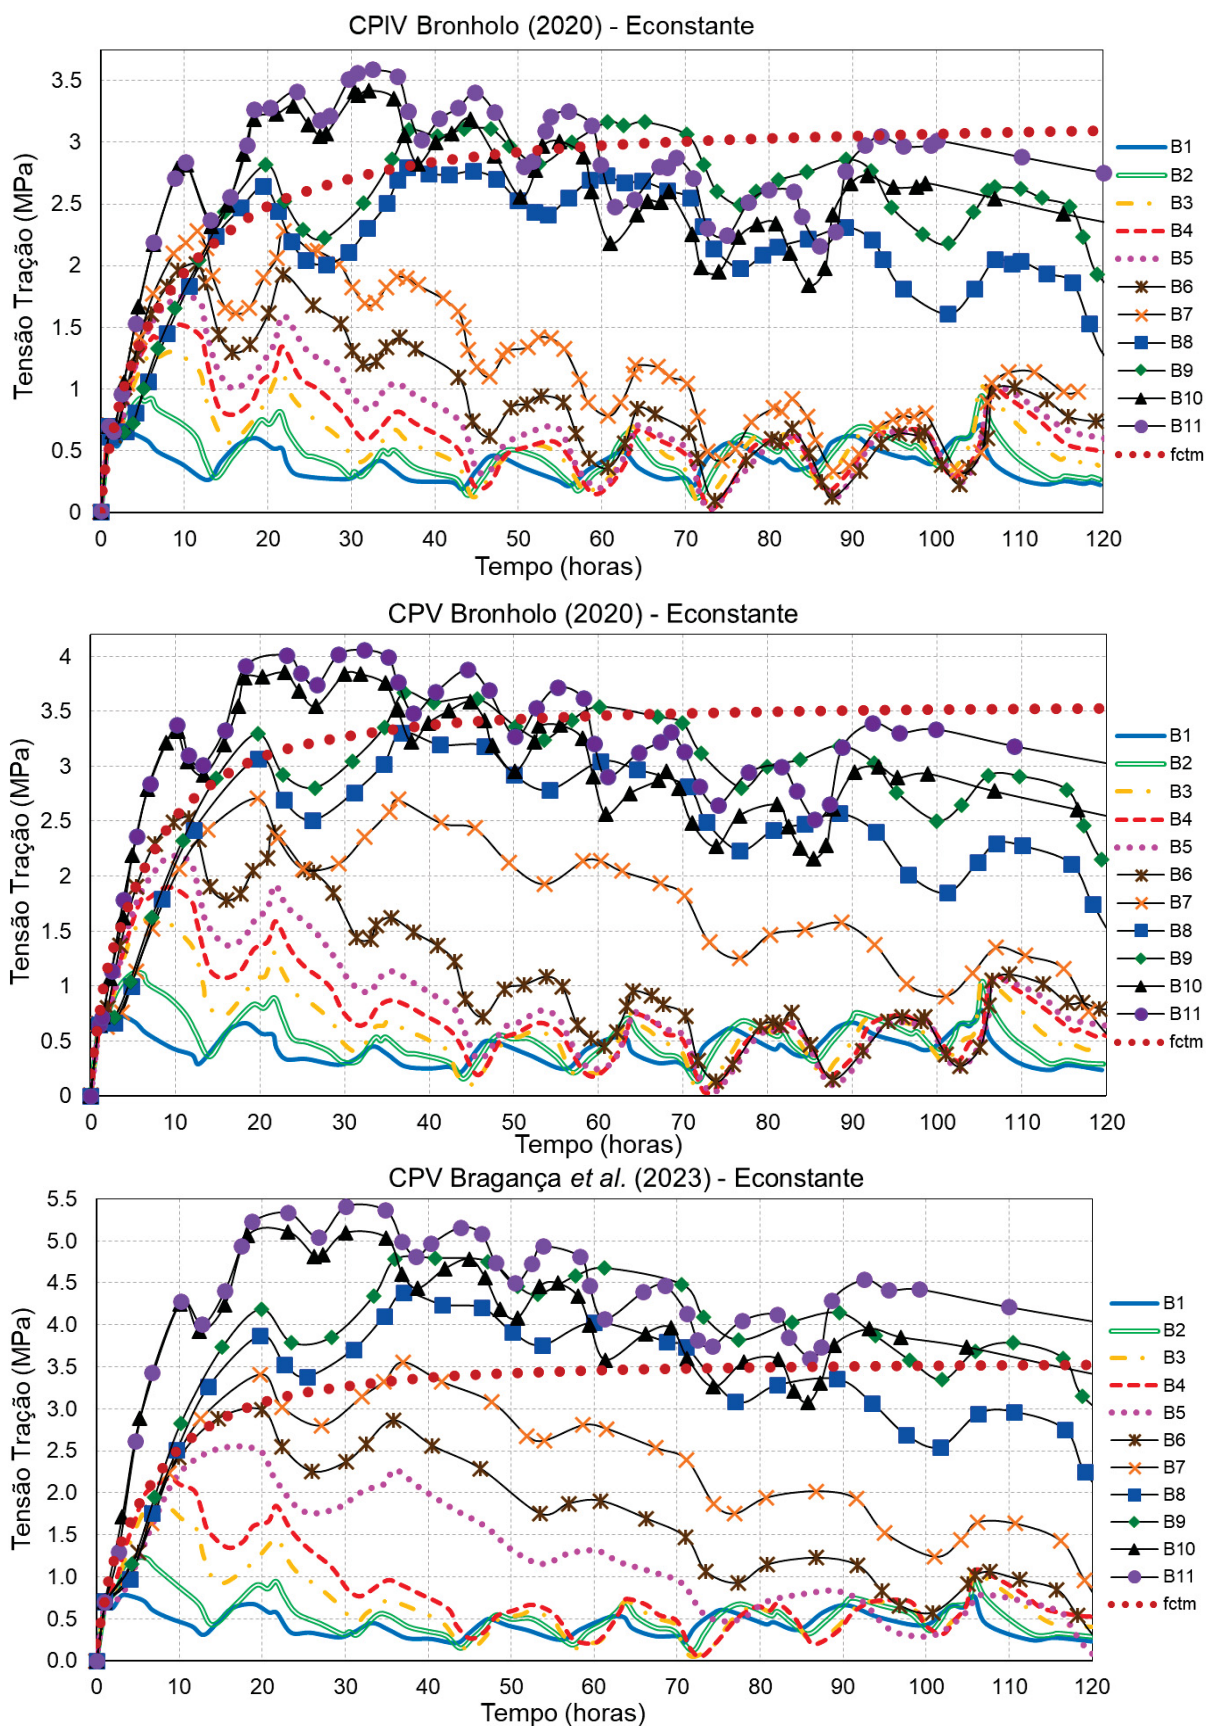 CPIV Bronholo (2020) - Econstante
Tensão Tração (MPa)
3.5
3
2.5
2
1.5
1
0.5
0
0 10 20 30 40 50 60 70 80 90 100 110 120
Tempo (horas)
B1
B2
B3
B4
B5
B6
B7
B8
B9
B10
B11
fctm
CPV Bronholo (2020) - Econstante
Tensão Tração (MPa)
4
3.5
3
2.5
2
1.5
1
0.5
0
0 10 20 30 40 50 60 70 80 90 100 110 120
Tempo (horas)
B1
B2
B3
B4
B5
B6
B7
B8
B9
B10
B11
fctm
CPV Bragança et al. (2023) - Econstante
Tensão Tração (MPa)
5.5
5.0
4.5
4.0
3.5
3.0
2.5
2.0
1.5
1.0
0.5
0.0
0 10 20 30 40 50 60 70 80 90 100 110 120
Tempo (horas)
B1
B2
B3
B4
B5
B6
B7
B8
B9
B10
B11
fctm